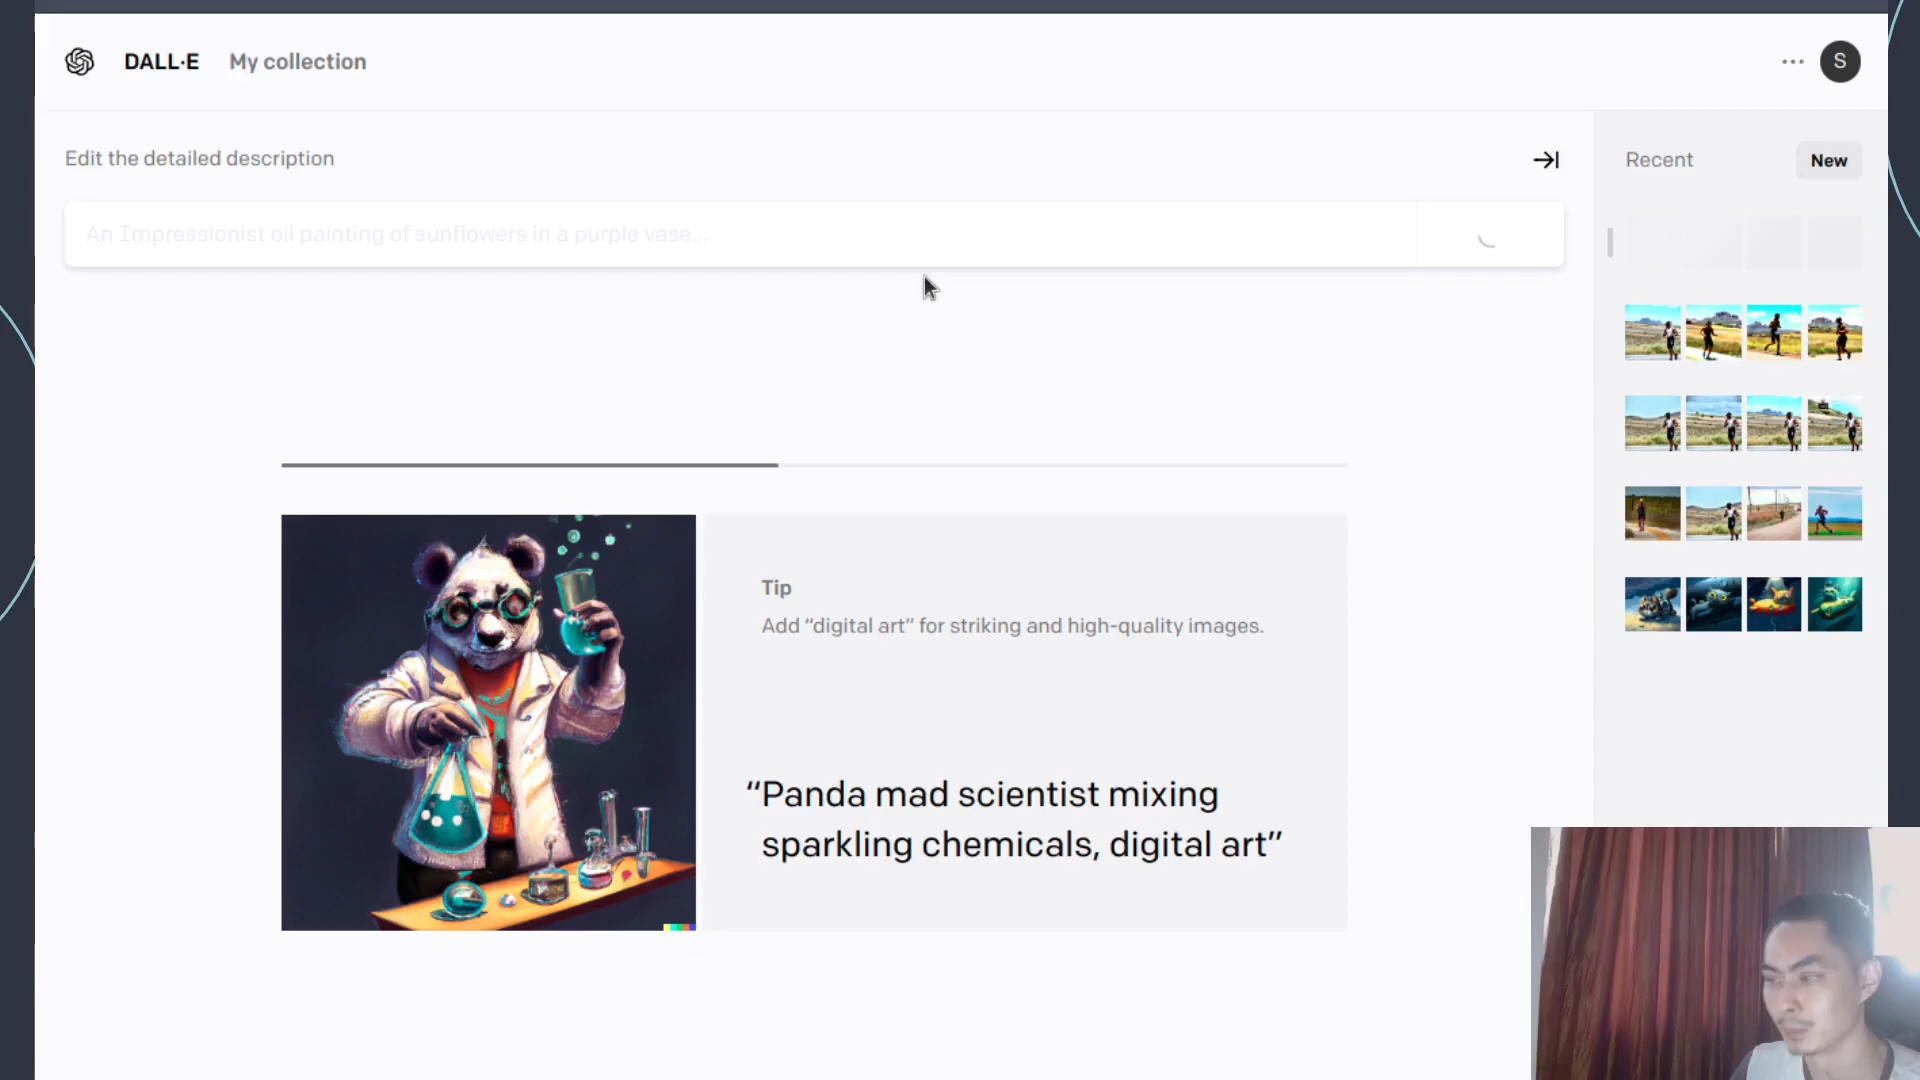 DALL·E My collection
··· S
Edit the detailed description
Recent New
An Impressionist oil painting of sunflowers in a purple vase...
Tip
Add “digital art” for striking and high-quality images.
“Panda mad scientist mixing
sparkling chemicals, digital art”